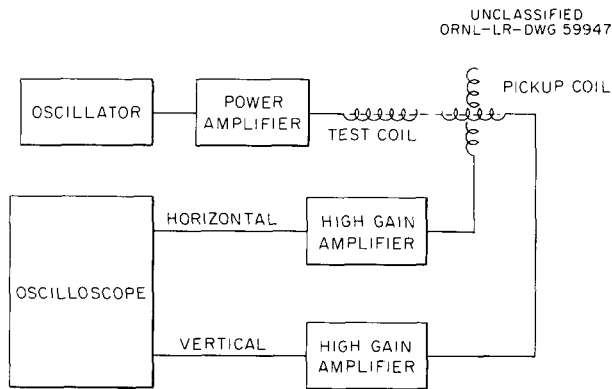 UNCLASSIFIED
ORNL-LR-DWG 59947
PICKUP COIL
OSCILLATOR
POWER
AMPLIFIER
TEST COIL
HORIZONTAL
HIGH GAIN
AMPLIFIER
OSCILLOSCOPE
VERTICAL
HIGH GAIN
AMPLIFIER